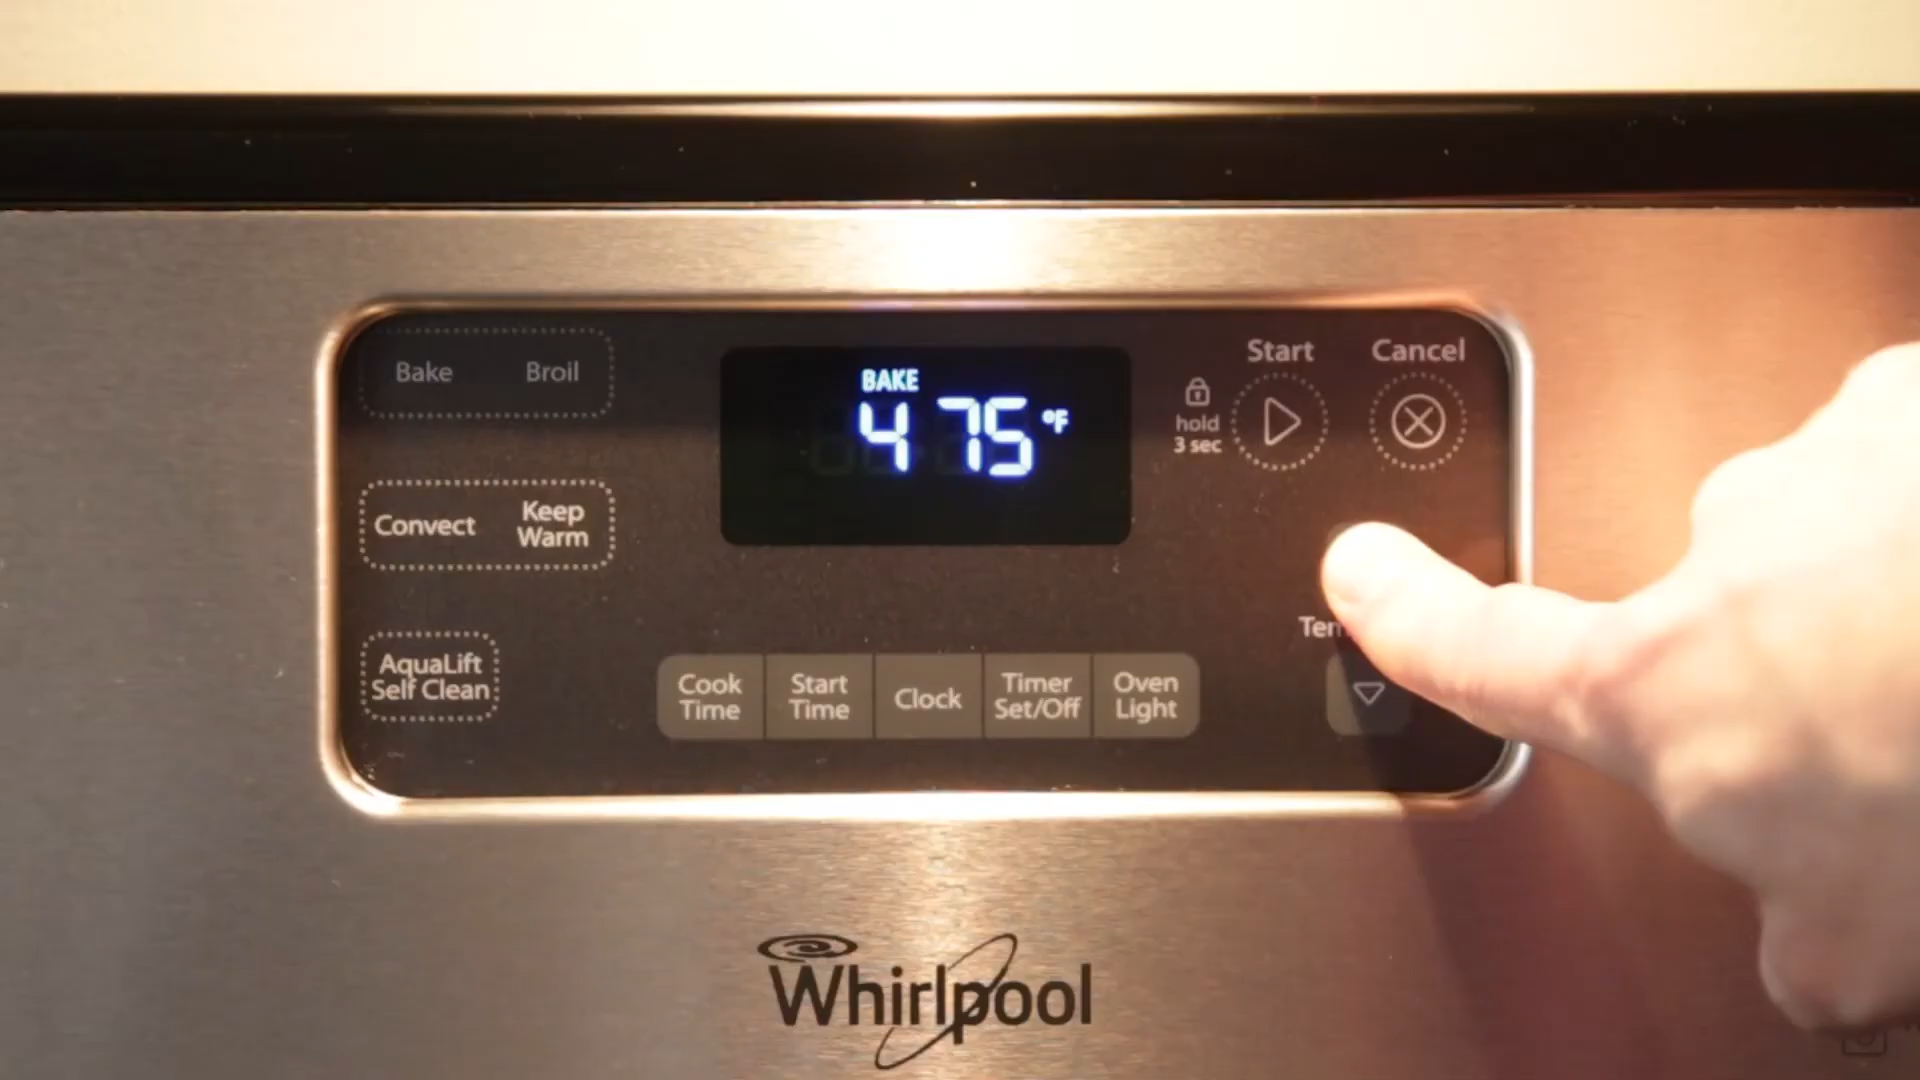 Bake Broil
BAKE
475 °F
Start Cancel
hold
3 sec
Convect
Keep
Warm
AquaLift
Self Clean
Cook
Time
Start
Time
Clock
Timer
Set/Off
Oven
Light
Whirlpool